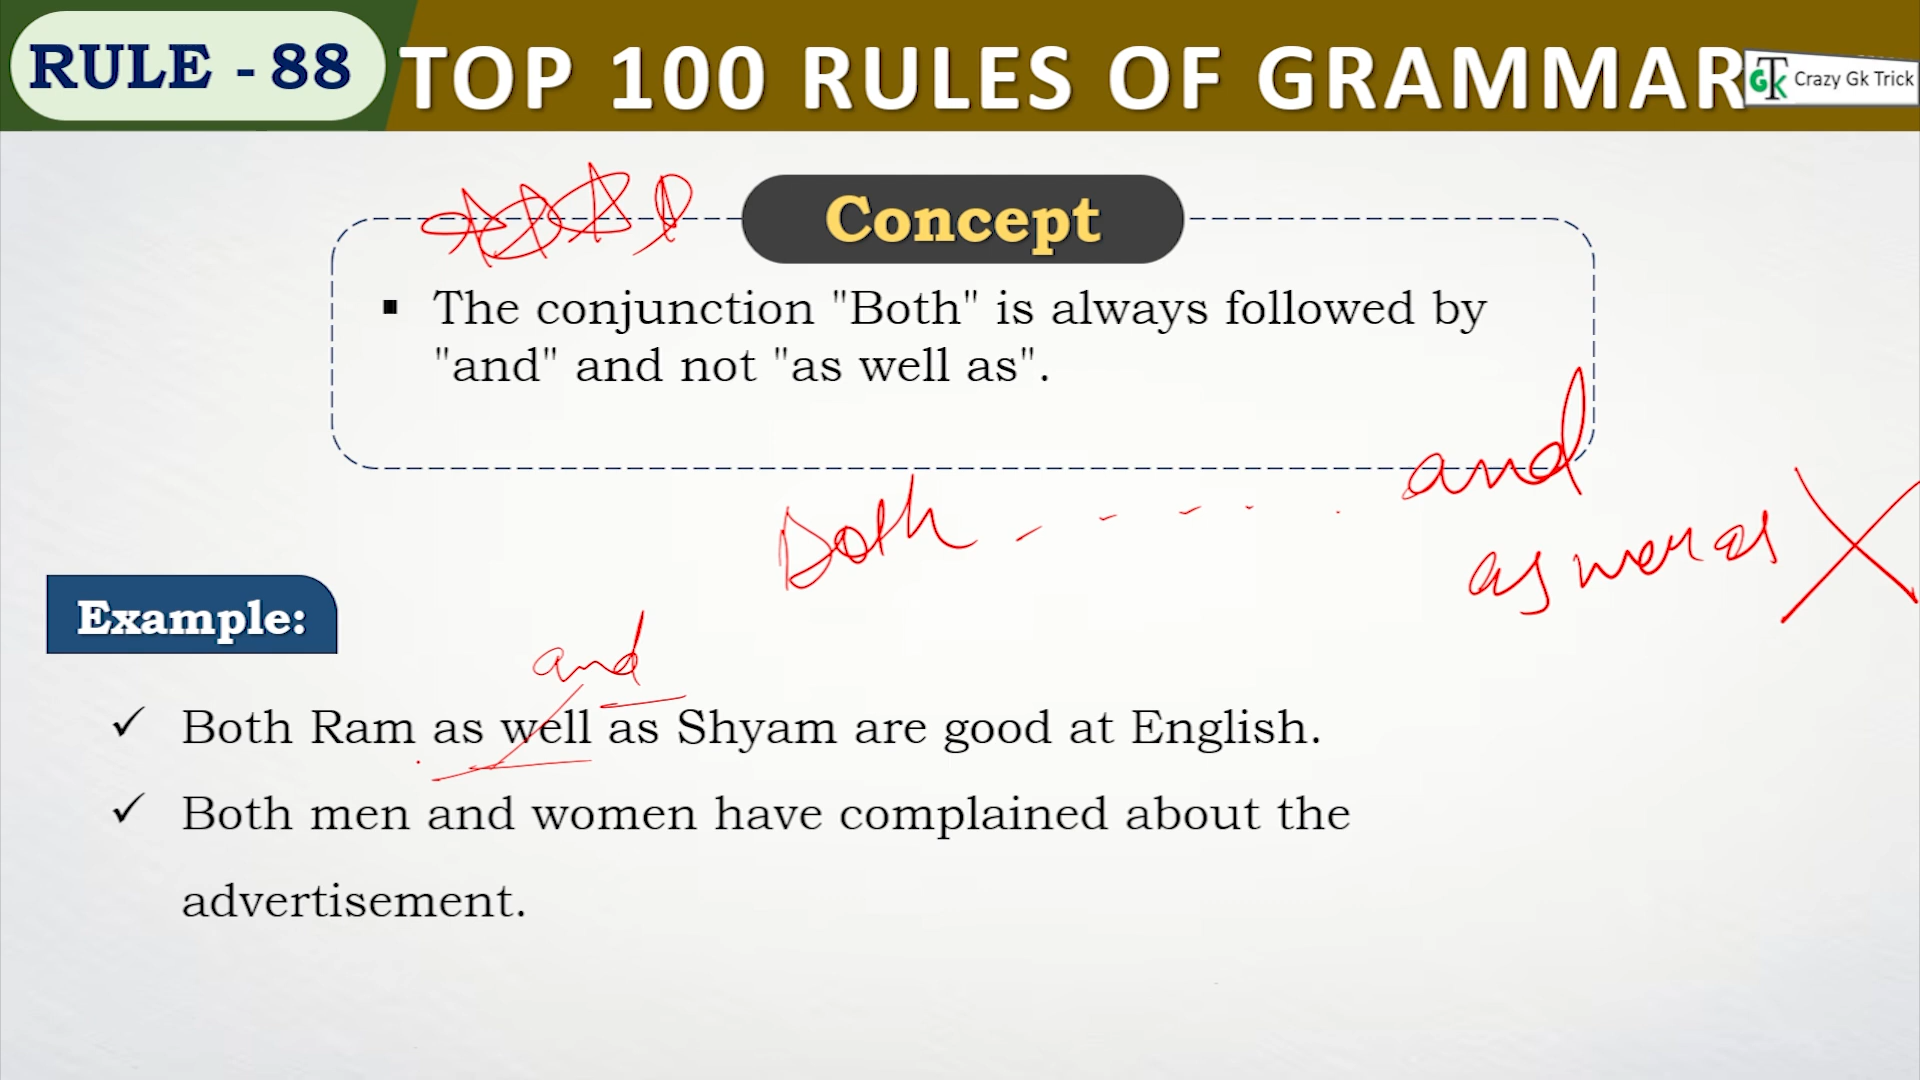 RULE - 88
TOP 100 RULES OF GRAMMAR
GTK Crazy Gk Trick
Concept
▪ The conjunction "Both" is always followed by
"and" and not "as well as".
Both - - - - . and
as well as
Example:
and
✓ Both Ram as well as Shyam are good at English.
✓ Both men and women have complained about the
advertisement.